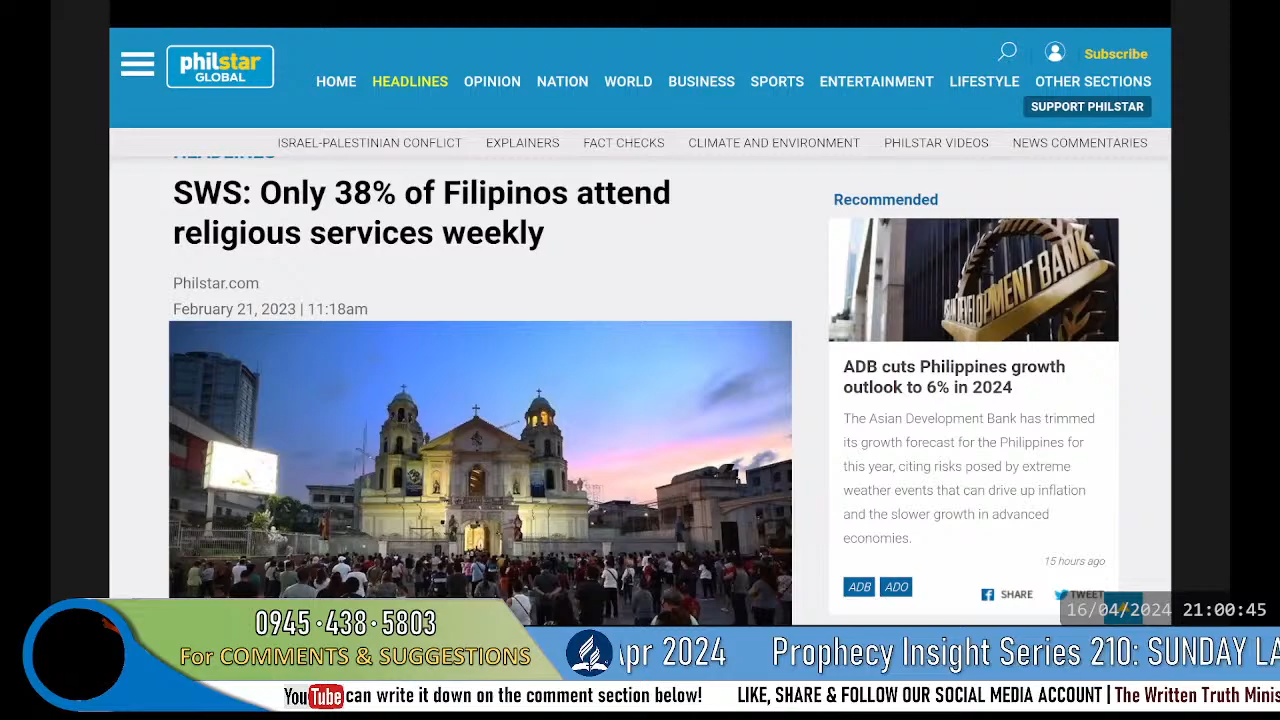 philstar
GLOBAL
Subscribe
HOME HEADLINES OPINION NATION WORLD BUSINESS SPORTS ENTERTAINMENT LIFESTYLE OTHER SECTIONS
SUPPORT PHILSTAR
ISRAEL-PALESTINIAN CONFLICT EXPLAINERS FACT CHECKS CLIMATE AND ENVIRONMENT PHILSTAR VIDEOS NEWS COMMENTARIES
HEADLINES
SWS: Only 38% of Filipinos attend
religious services weekly
Philstar.com
February 21, 2023 | 11:18am
Recommended
DEVELOPMENT BANK
ADB cuts Philippines growth
outlook to 6% in 2024
The Asian Development Bank has trimmed
its growth forecast for the Philippines for
this year, citing risks posed by extreme
weather events that can drive up inflation
and the slower growth in advanced
economies.
15 hours ago
ADB ADO SHARE TWEET
16/04/2024 21:00:45
0945·438·5803
For COMMENTS & SUGGESTIONS
Apr 2024 Prophecy Insight Series 210: SUNDAY LA
YouTube can write it down on the comment section below! LIKE, SHARE & FOLLOW OUR SOCIAL MEDIA ACCOUNT | The Written Truth Minis